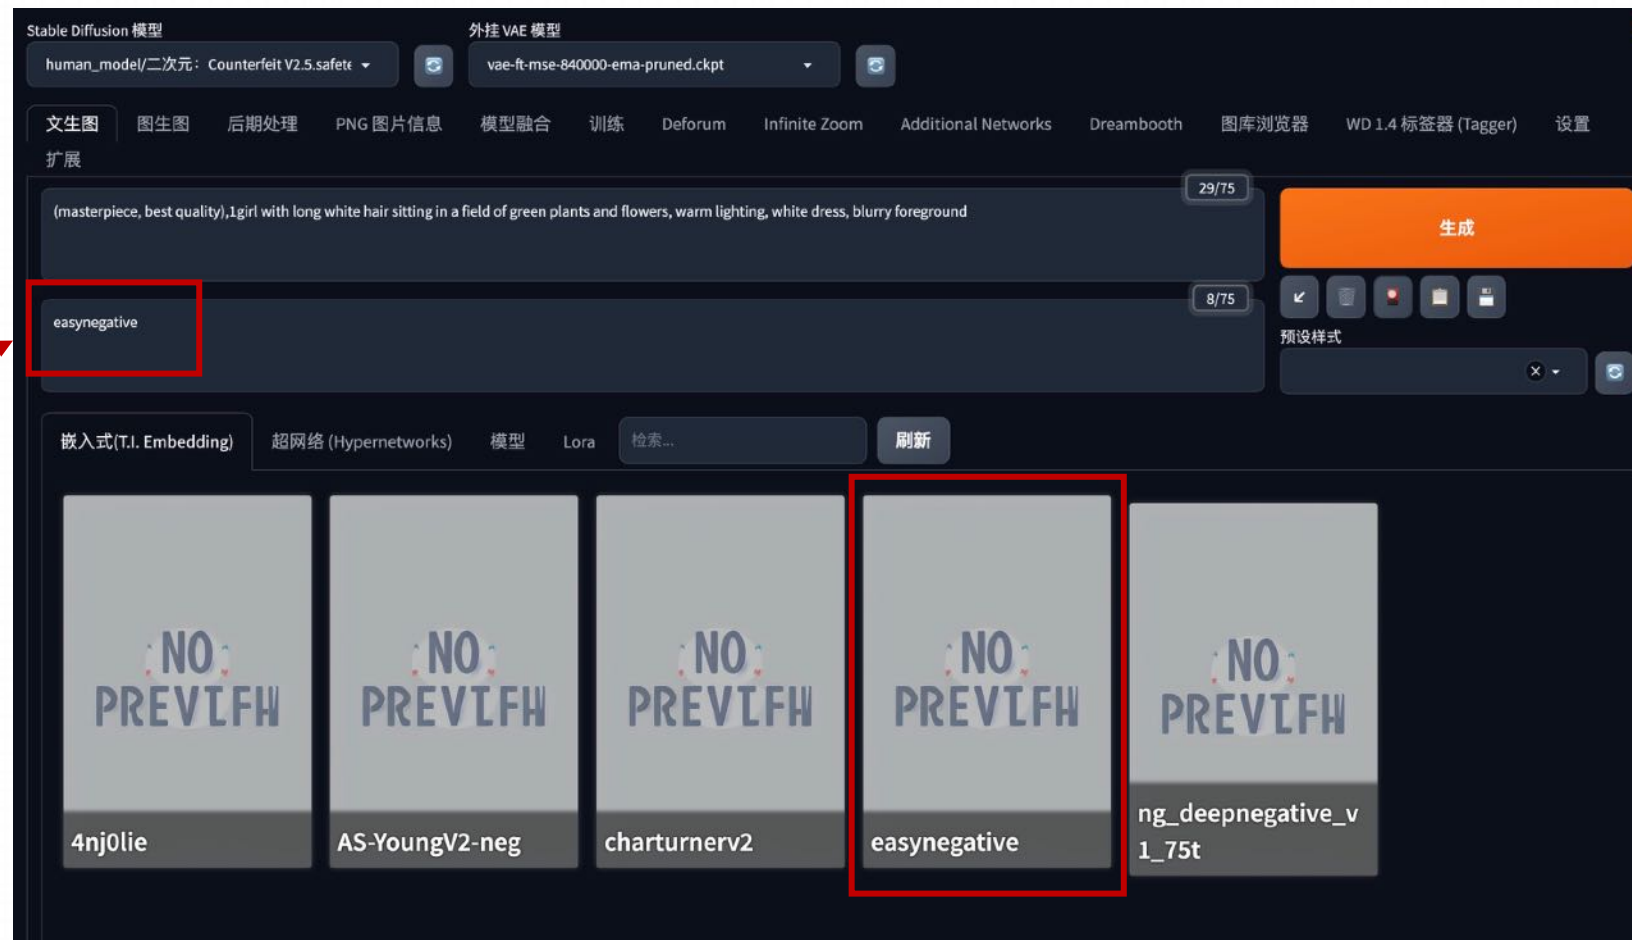 Stable Diffusion 模型
外挂 VAE 模型
human_model/二次元：Counterfeit V2.5.safete
vae-ft-mse-840000-ema-pruned.ckpt
文生图 图生图 后期处理 PNG 图片信息 模型融合 训练 Deforum Infinite Zoom Additional Networks Dreambooth 图库浏览器 WD 1.4 标签器 (Tagger) 设置
扩展
29/75
(masterpiece, best quality),1girl with long white hair sitting in a field of green plants and flowers, warm lighting, white dress, blurry foreground
生成
8/75
easynegative
预设样式
嵌入式(T.I. Embedding) 超网络 (Hypernetworks) 模型 Lora 检索... 刷新
NO
PREVIEW
4nj0lie
NO
PREVIEW
AS-YoungV2-neg
NO
PREVIEW
charturnerv2
NO
PREVIEW
easynegative
NO
PREVIEW
ng_deepnegative_v
1_75t